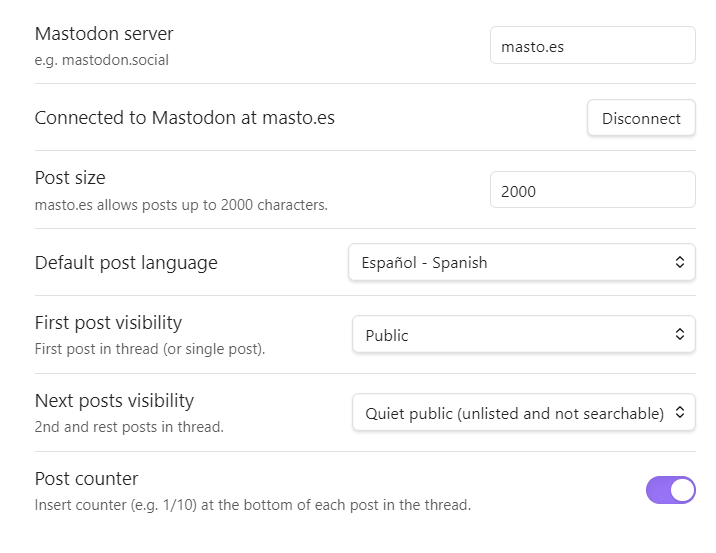 Mastodon server
e.g. mastodon.social
masto.es
Connected to Mastodon at masto.es
Disconnect
Post size
masto.es allows posts up to 2000 characters.
2000
Default post language
Español - Spanish
First post visibility
First post in thread (or single post).
Public
Next posts visibility
2nd and rest posts in thread.
Quiet public (unlisted and not searchable)
Post counter
Insert counter (e.g. 1/10) at the bottom of each post in the thread.